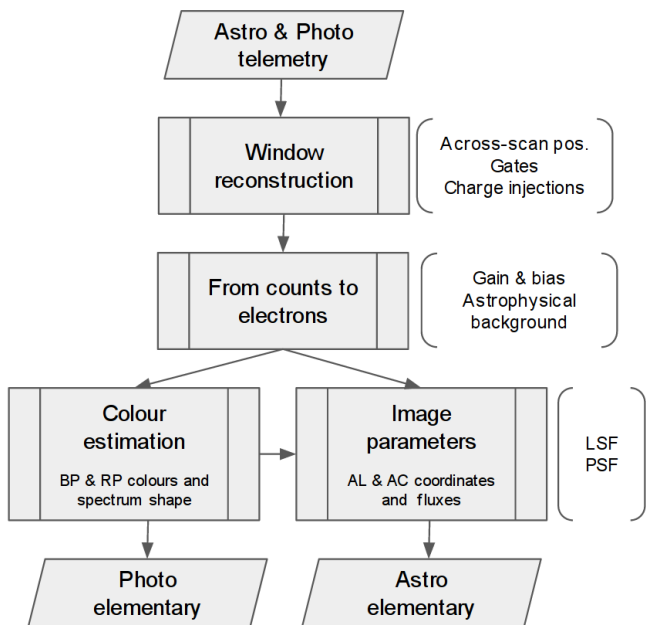 Astro & Photo
telemetry
Window
reconstruction
Across-scan pos.
Gates
Charge injections
From counts to
electrons
Gain & bias
Astrophysical
background
Colour
estimation
BP & RP colours and
spectrum shape
Image
parameters
AL & AC coordinates
and fluxes
LSF
PSF
Photo
elementary
Astro
elementary